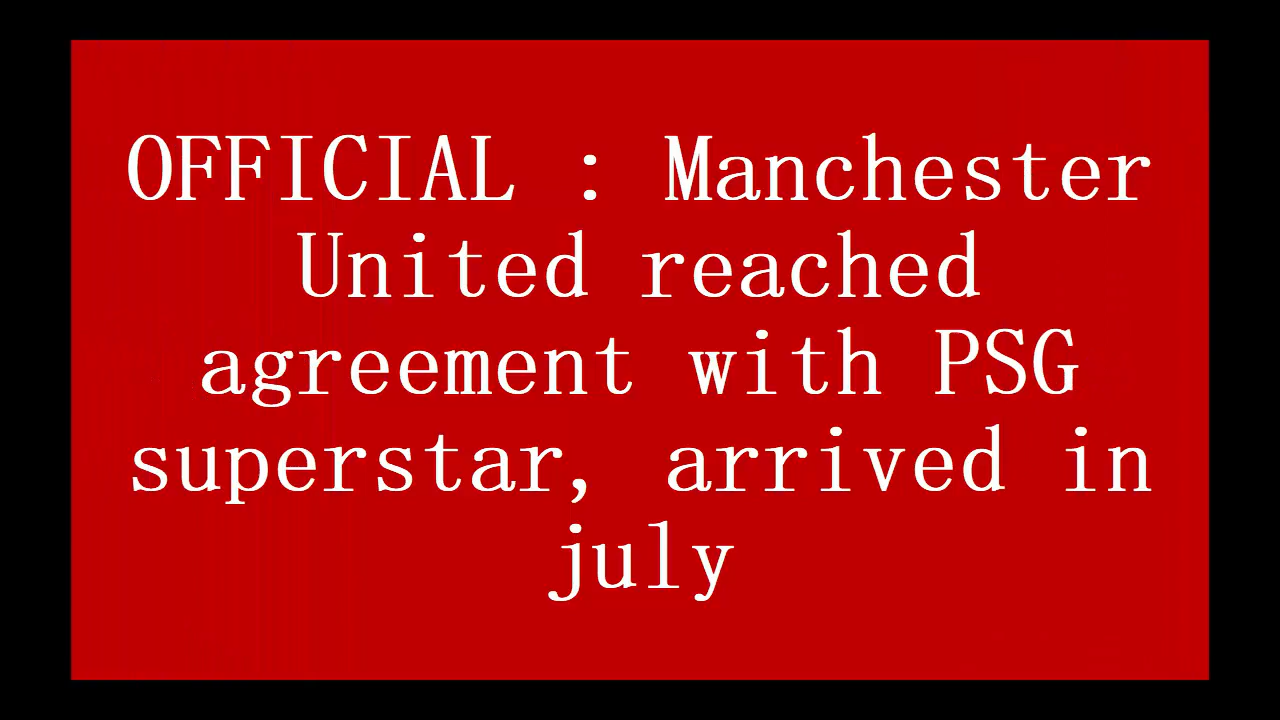 OFFICIAL : Manchester
United reached
agreement with PSG
superstar, arrived in
july